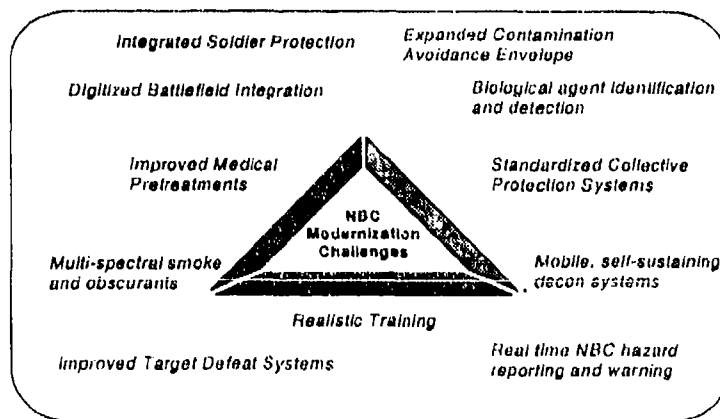 Integrated Soldier Protection
Expanded Contamination
Avoidance Envelope
Digitized Battlefield Integration
Biological agent identification
and detection
Improved Medical
Pretreatments
Standardized Collective
Protection Systems
NBC
Modernization
Challenges
Multi-spectral smoke
and obscurants
Mobile, self-sustaining
decon systems
Realistic Training
Improved Target Defeat Systems
Real time NBC hazard
reporting and warning